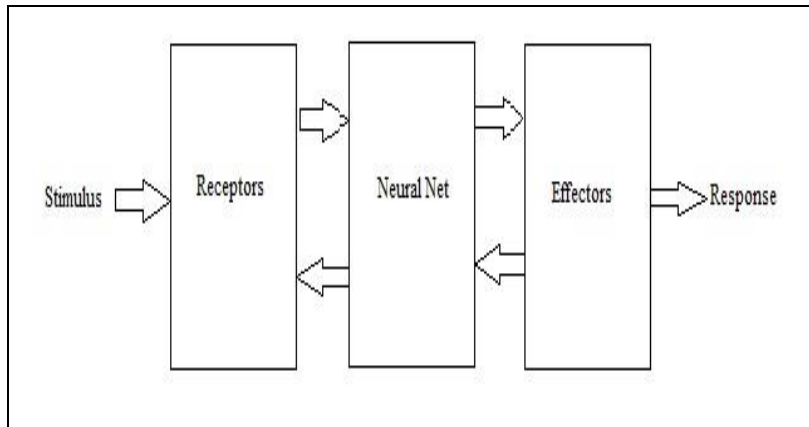 Stimulus
Receptors
Neural Net
Effectors
Response